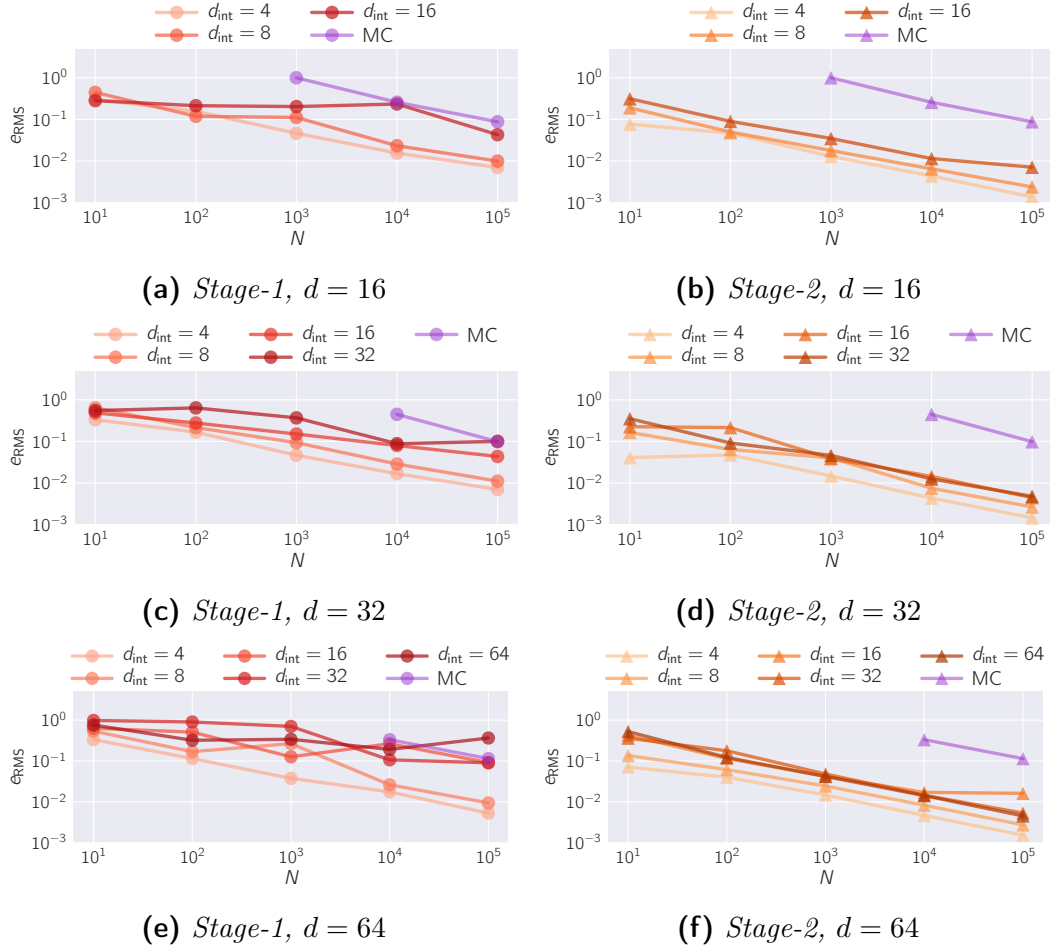 d_int = 4 d_int = 16 d_int = 4 d_int = 16
d_int = 8 MC d_int = 8 MC
10^0 10^0
10^-1 10^-1
e_RMS e_RMS
10^-2 10^-2
10^-3 10^-3
10^1 10^2 10^3 10^4 10^5 10^1 10^2 10^3 10^4 10^5
N N
(a) Stage-1, d = 16 (b) Stage-2, d = 16
d_int = 4 d_int = 16 MC d_int = 4 d_int = 16 MC
d_int = 8 d_int = 32 d_int = 8 d_int = 32
10^0 10^0
10^-1 10^-1
e_RMS e_RMS
10^-2 10^-2
10^-3 10^-3
10^1 10^2 10^3 10^4 10^5 10^1 10^2 10^3 10^4 10^5
N N
(c) Stage-1, d = 32 (d) Stage-2, d = 32
d_int = 4 d_int = 16 d_int = 64 d_int = 4 d_int = 16 d_int = 64
d_int = 8 d_int = 32 MC d_int = 8 d_int = 32 MC
10^0 10^0
10^-1 10^-1
e_RMS e_RMS
10^-2 10^-2
10^-3 10^-3
10^1 10^2 10^3 10^4 10^5 10^1 10^2 10^3 10^4 10^5
N N
(e) Stage-1, d = 64 (f) Stage-2, d = 64